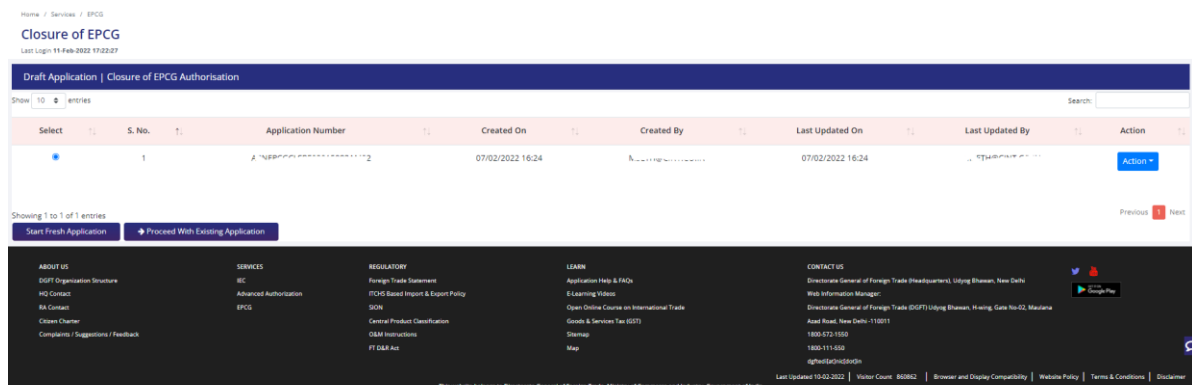 Home / Services / EPCG
Closure of EPCG
Last Login 11-Feb-2022 17:22:27
Draft Application | Closure of EPCG Authorisation
Show 10 entries Search:
Select S. No. Application Number Created On Created By Last Updated On Last Updated By Action
1 07/02/2022 16:24 07/02/2022 16:24 Action
Showing 1 to 1 of 1 entries Previous 1 Next
Start Fresh Application Proceed With Existing Application
ABOUT US
DGFT Organisation Structure
HQ Contact
RA Contact
Citizen Charter
Complaints / Suggestions / Feedback
SERVICES
IEC
Advanced Authorization
EPCG
REGULATORY
Foreign Trade Statement
ITCHS Based Import & Export Policy
SION
Central Product Classification
O&M Instructions
FT D&R Act
LEARN
Application Help & FAQs
E-Learning Videos
Open Online Course on International Trade
Goods & Services Tax (GST)
Sitemap
Map
CONTACT US
Directorate General of Foreign Trade (Headquarters), Udyog Bhawan, New Delhi
Web Information Manager:
Directorate General of Foreign Trade (DGFT) Udyog Bhawan, H-wing, Gate No-02, Maulana
Azad Road, New Delhi -110011
1800-572-1550
1800-111-550
dgftedi[at]nic[dot]in
Google Play
Last Updated 10-02-2022 | Visitor Count 860862 | Browser and Display Compatibility | Website Policy | Terms & Conditions | Disclaimer